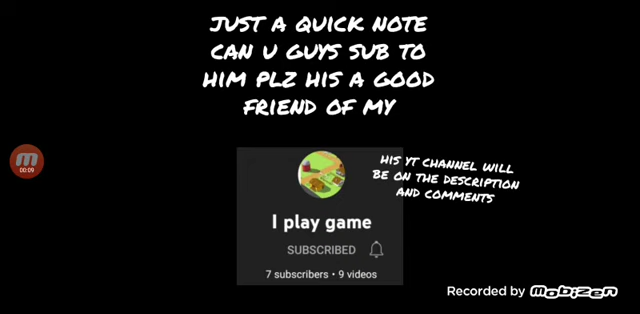 JUST A QUICK NOTE
CAN U GUYS SUB TO
HIM PLZ HIS A GOOD
FRIEND OF MY
HIS YT CHANNEL WILL
BE ON THE DESCRIPTION
AND COMMENTS
00:09
I play game
SUBSCRIBED
7 subscribers • 9 videos
Recorded by Mobizen